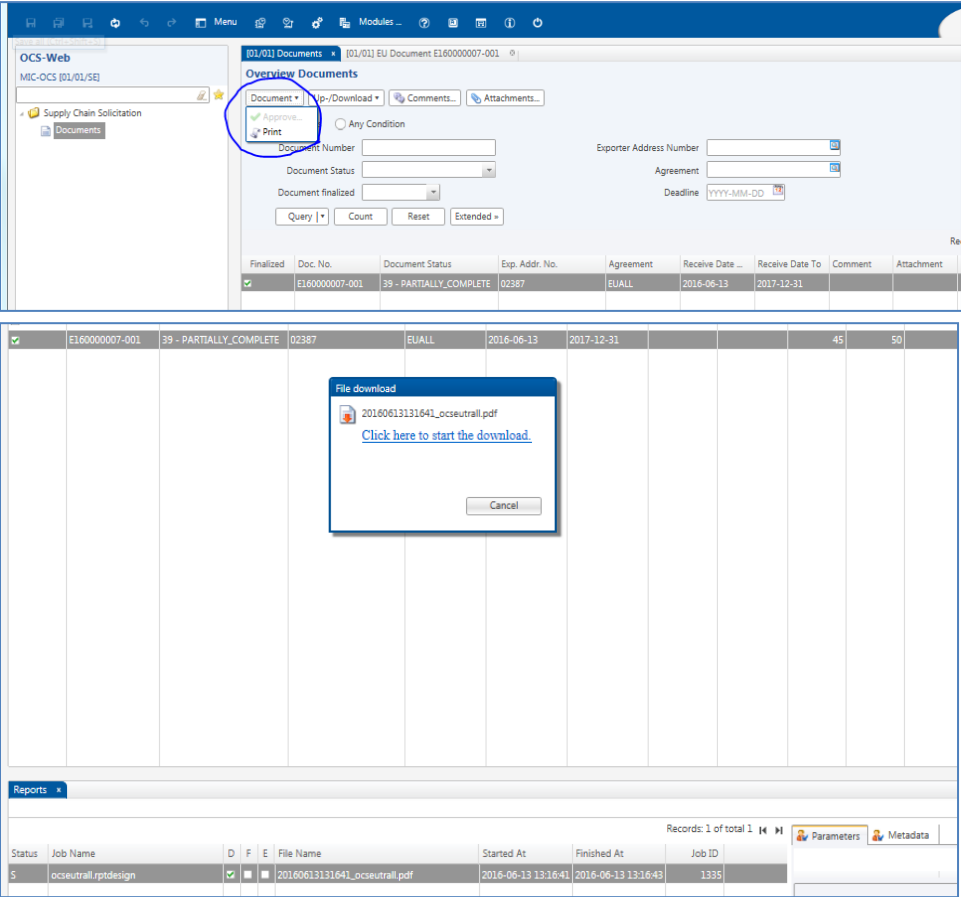 Menu Modules ...
OCS-Web
MIC-OCS [01/01/SE]
Supply Chain Solicitation
Documents
[01/01] Documents × [01/01] EU Document E160000007-001
Overview Documents
Document Up-/Download Comments... Attachments...
Approve...
Print
Any Condition
Document Number Exporter Address Number
Document Status Agreement
Document finalized Deadline YYYY-MM-DD
Query Count Reset Extended »
Finalized Doc. No. Document Status Exp. Addr. No. Agreement Receive Date ... Receive Date To Comment Attachment
E160000007-001 39 - PARTIALLY_COMPLETE 02387 EUALL 2016-06-13 2017-12-31
E160000007-001 39 - PARTIALLY_COMPLETE 02387 EUALL 2016-06-13 2017-12-31 45 50
File download
20160613131641_ocseutrall.pdf
Click here to start the download.
Cancel
Reports ×
Records: 1 of total 1 Parameters Metadata
Status Job Name D F E File Name Started At Finished At Job ID
S ocseutrall.rptdesign 20160613131641_ocseutrall.pdf 2016-06-13 13:16:41 2016-06-13 13:16:43 1335